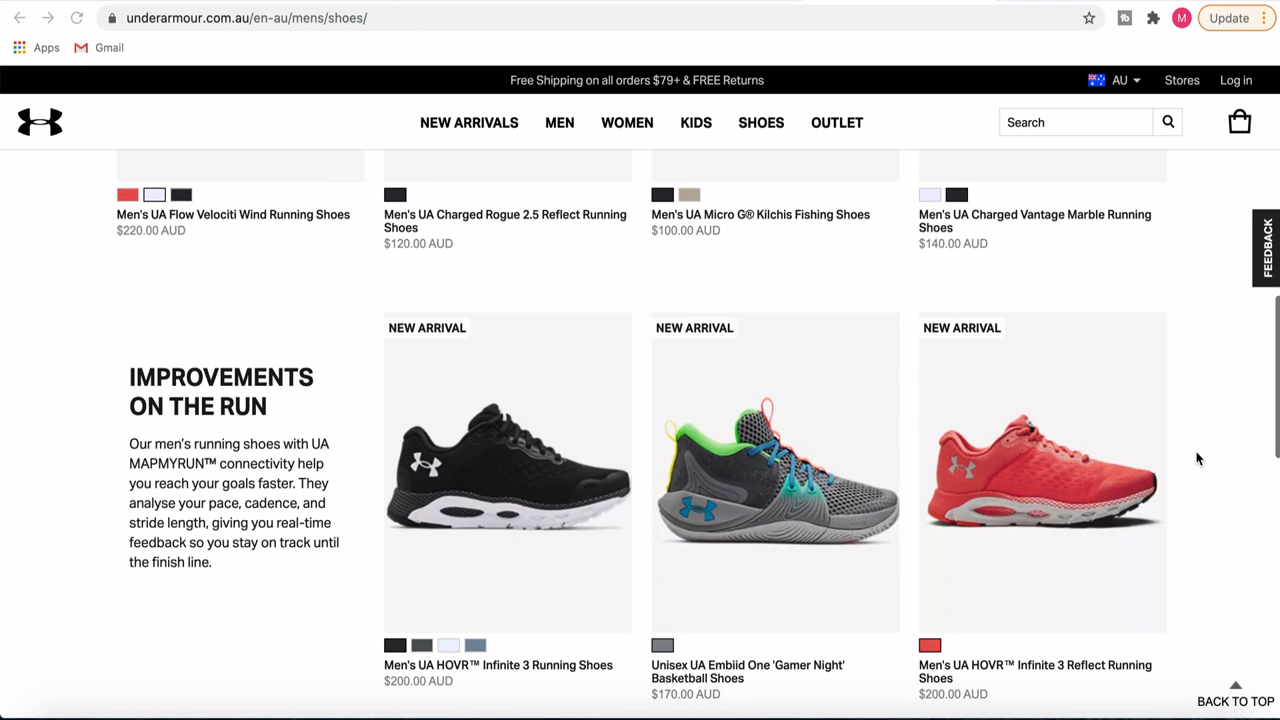 underarmour.com.au/en-au/mens/shoes/
M
Update
Apps
Gmail
Free Shipping on all orders $79+ & FREE Returns
AU
Stores
Log in
NEW ARRIVALS
MEN
WOMEN
KIDS
SHOES
OUTLET
Search
Men's UA Flow Velociti Wind Running Shoes
$220.00 AUD
Men's UA Charged Rogue 2.5 Reflect Running
Shoes
$120.00 AUD
Men's UA Micro G® Kilchis Fishing Shoes
$100.00 AUD
Men's UA Charged Vantage Marble Running
Shoes
$140.00 AUD
FEEDBACK
IMPROVEMENTS
ON THE RUN
Our men's running shoes with UA
MAPMYRUN™ connectivity help
you reach your goals faster. They
analyse your pace, cadence, and
stride length, giving you real-time
feedback so you stay on track until
the finish line.
NEW ARRIVAL
Men's UA HOVR™ Infinite 3 Running Shoes
$200.00 AUD
NEW ARRIVAL
Unisex UA Embiid One 'Gamer Night'
Basketball Shoes
$170.00 AUD
NEW ARRIVAL
Men's UA HOVR™ Infinite 3 Reflect Running
Shoes
$200.00 AUD
BACK TO TOP